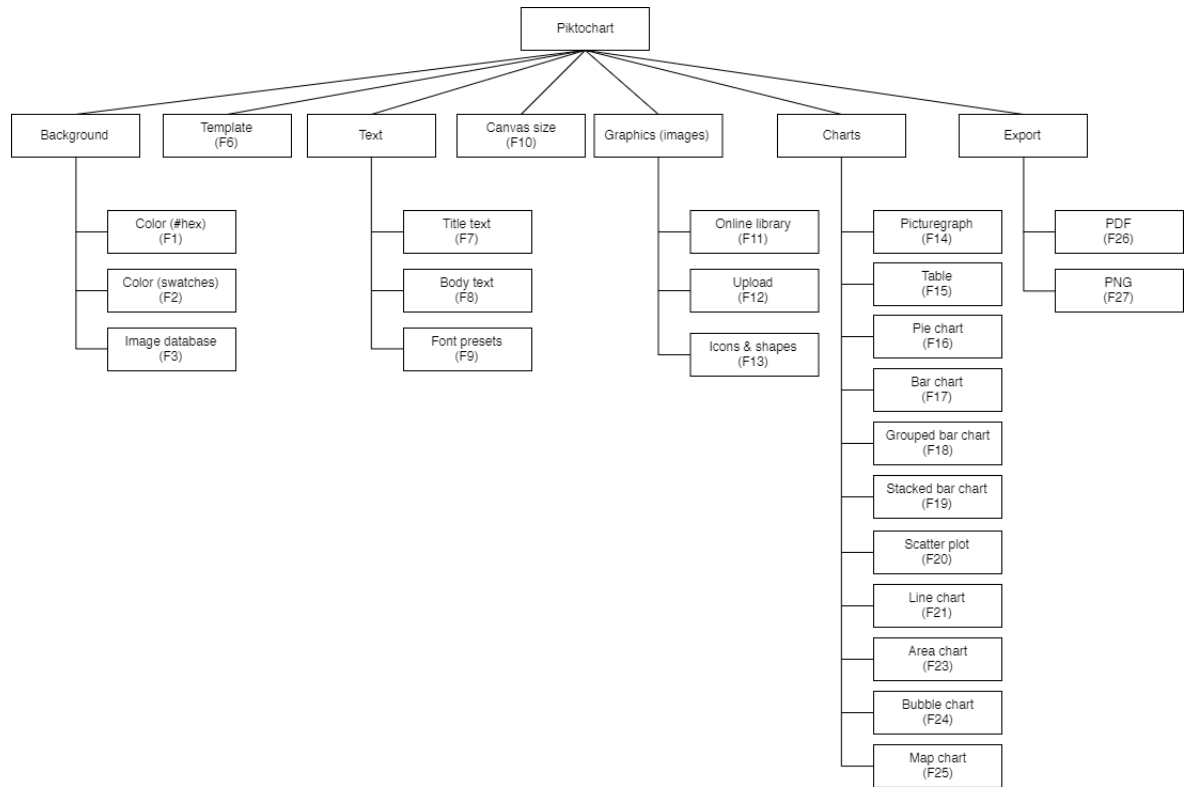 Piktochart
Background
Template
(F6)
Text
Canvas size
(F10)
Graphics (images)
Charts
Export
Color (#hex)
(F1)
Color (swatches)
(F2)
Image database
(F3)
Title text
(F7)
Body text
(F8)
Font presets
(F9)
Online library
(F11)
Upload
(F12)
Icons & shapes
(F13)
Picturegraph
(F14)
Table
(F15)
Pie chart
(F16)
Bar chart
(F17)
Grouped bar chart
(F18)
Stacked bar chart
(F19)
Scatter plot
(F20)
Line chart
(F21)
Area chart
(F23)
Bubble chart
(F24)
Map chart
(F25)
PDF
(F26)
PNG
(F27)